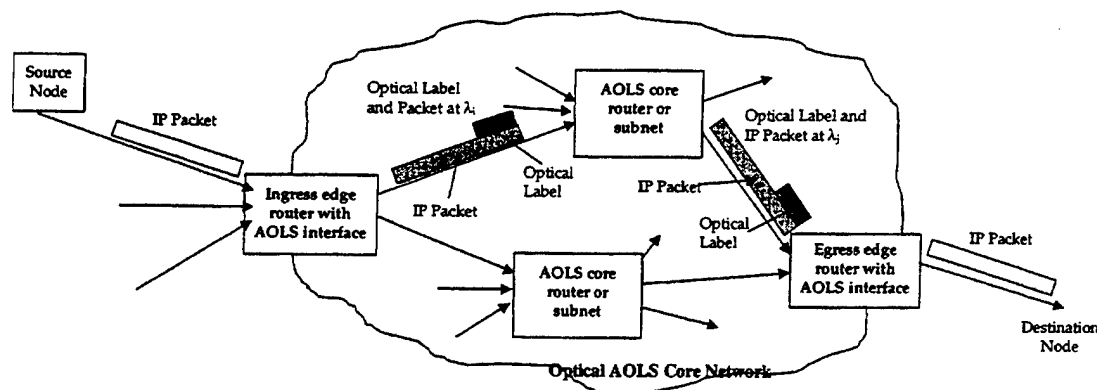 Source
Node
IP Packet
Optical Label
and Packet at λi
AOLS core
router or
subnet
Optical Label and
IP Packet at λj
Optical
Label
IP Packet
IP Packet
Optical
Label
Ingress edge
router with
AOLS interface
AOLS core
router or
subnet
Egress edge
router with
AOLS interface
IP Packet
Destination
Node
Optical AOLS Core Network